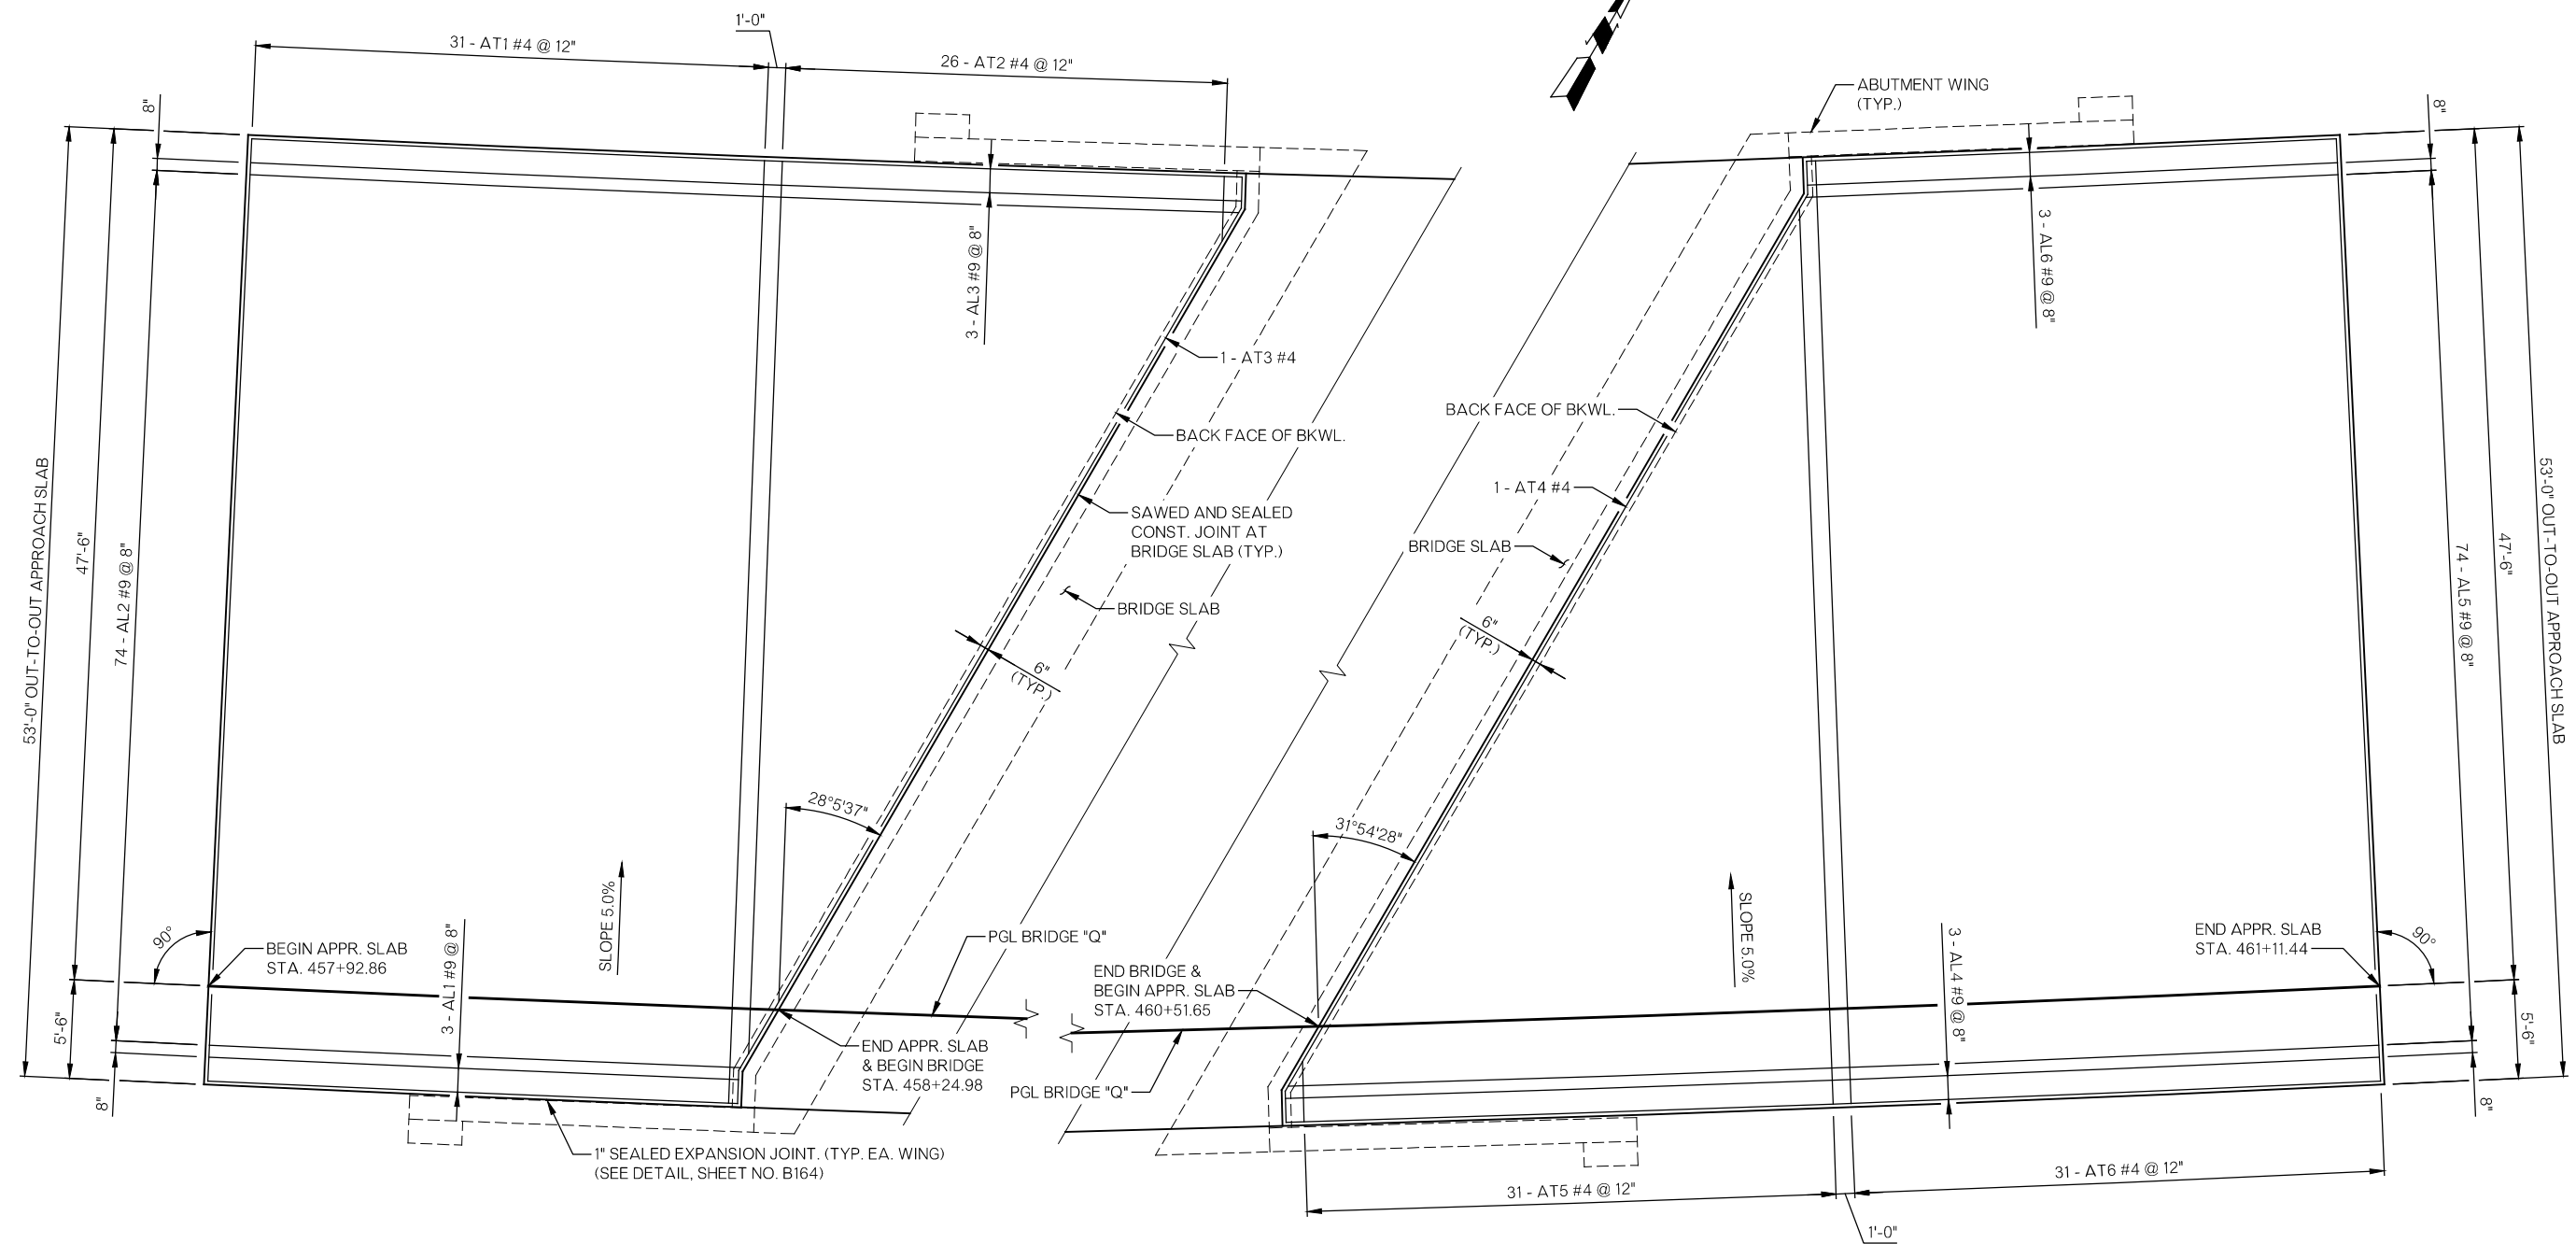 1'-0"
31 - AT1 #4 @ 12"
26 - AT2 #4 @ 12"
8"
ABUTMENT WING
(TYP.)
8"
3 - AL3 #9 @ 8"
3 - AL6 #9 @ 8"
1 - AT3 #4
BACK FACE OF BKWL.
BACK FACE OF BKWL.
1 - AT4 #4
SAWED AND SEALED
CONST. JOINT AT
BRIDGE SLAB (TYP.)
BRIDGE SLAB
BRIDGE SLAB
53'-0" OUT-TO-OUT APPROACH SLAB
47'-6"
74 - AL2 #9 @ 8"
6"
(TYP.)
6"
(TYP.)
74 - AL5 #9 @ 8"
47'-6"
53'-0" OUT-TO-OUT APPROACH SLAB
28°5'37"
31°54'28"
SLOPE 5.0%
SLOPE 5.0%
90°
BEGIN APPR. SLAB
STA. 457+92.86
3 - AL1 #9 @ 8"
PGL BRIDGE "Q"
END BRIDGE &
BEGIN APPR. SLAB
STA. 460+51.65
3 - AL4 #9 @ 8"
END APPR. SLAB
STA. 461+11.44
90°
5'-6"
5'-6"
END APPR. SLAB
& BEGIN BRIDGE
STA. 458+24.98
PGL BRIDGE "Q"
8"
8"
1" SEALED EXPANSION JOINT. (TYP. EA. WING)
(SEE DETAIL, SHEET NO. B164)
31 - AT5 #4 @ 12"
31 - AT6 #4 @ 12"
1'-0"